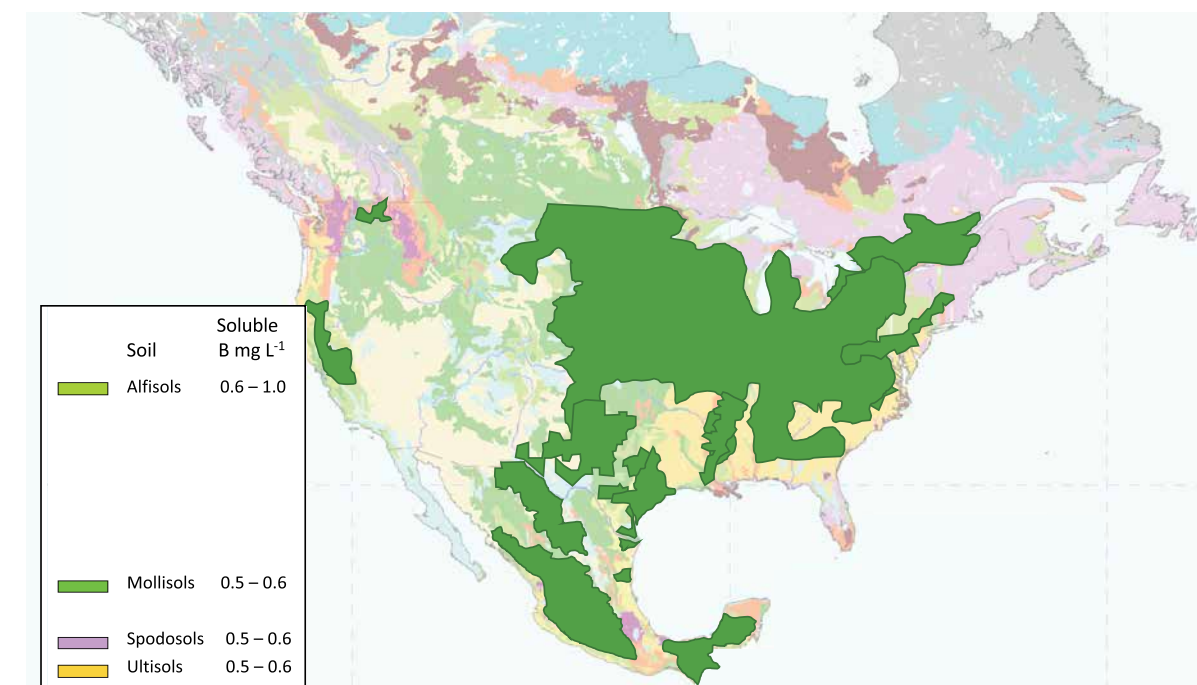 Soluble
Soil B mg L⁻¹
Alfisols 0.6 – 1.0
Mollisols 0.5 – 0.6
Spodosols 0.5 – 0.6
Ultisols 0.5 – 0.6